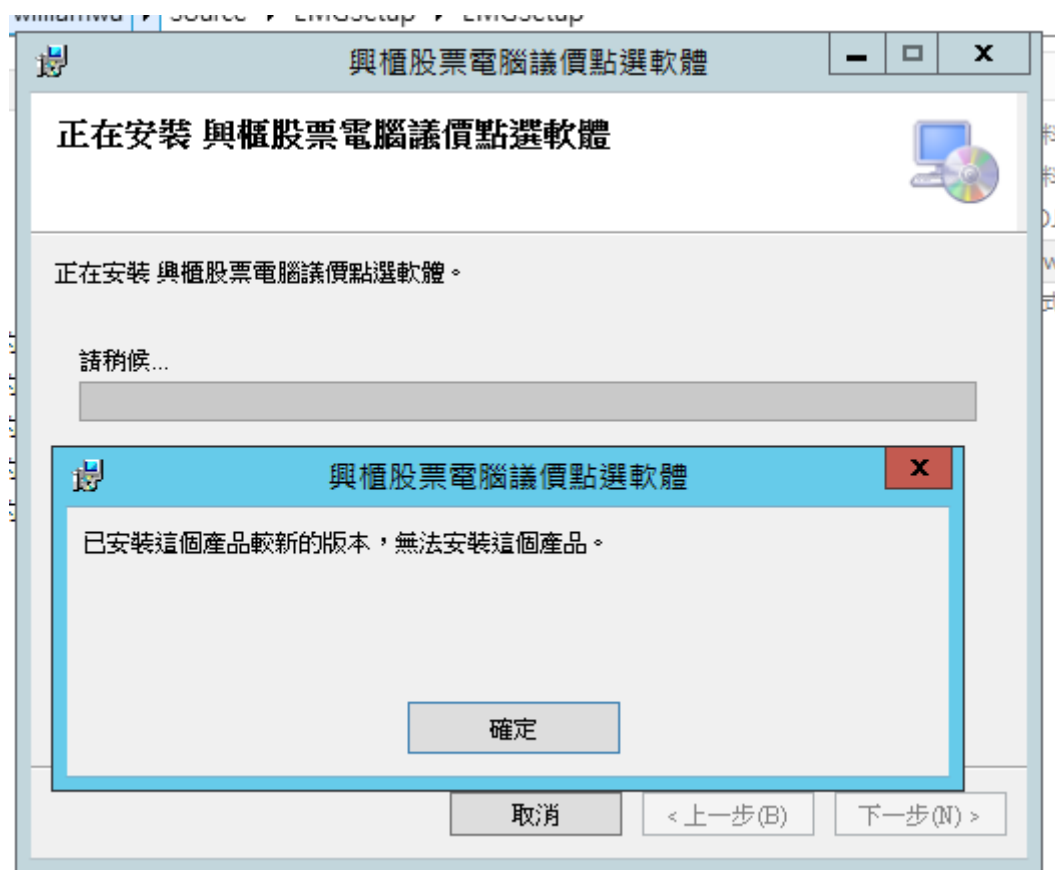 興櫃股票電腦議價點選軟體
正在安裝 興櫃股票電腦議價點選軟體
正在安裝 興櫃股票電腦議價點選軟體。
請稍候...
興櫃股票電腦議價點選軟體
已安裝這個產品較新的版本，無法安裝這個產品。
確定
取消
< 上一步(B)
下一步(N) >